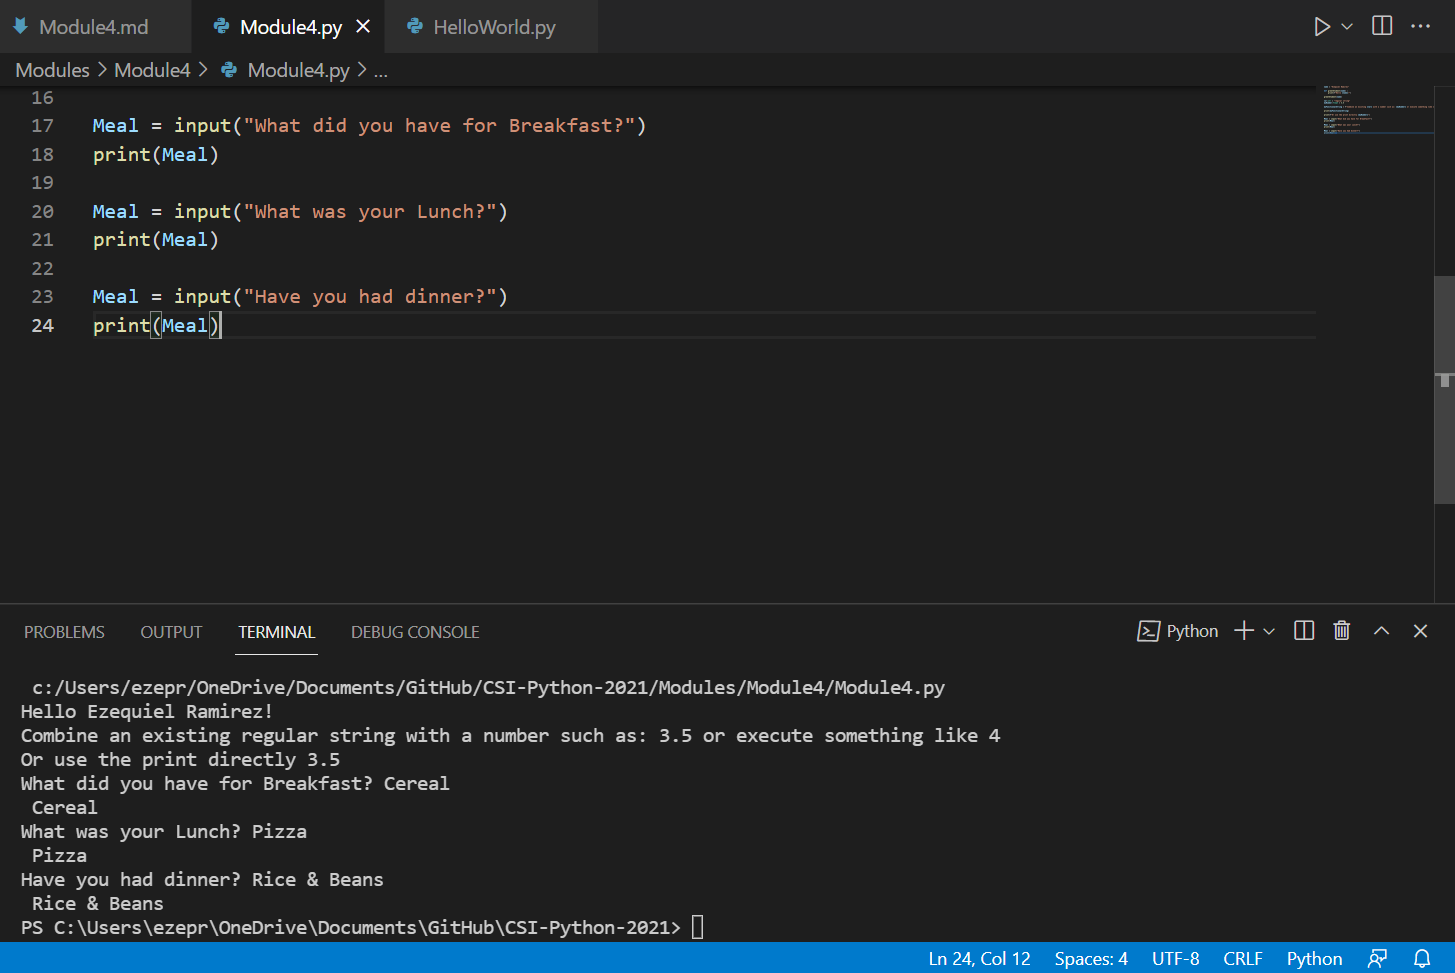 Module4.md Module4.py HelloWorld.py
Modules > Module4 > Module4.py > ...
16
17 Meal = input("What did you have for Breakfast?")
18 print(Meal)
19
20 Meal = input("What was your Lunch?")
21 print(Meal)
22
23 Meal = input("Have you had dinner?")
24 print(Meal)
PROBLEMS OUTPUT TERMINAL DEBUG CONSOLE Python
c:/Users/ezepr/OneDrive/Documents/GitHub/CSI-Python-2021/Modules/Module4/Module4.py
Hello Ezequiel Ramirez!
Combine an existing regular string with a number such as: 3.5 or execute something like 4
Or use the print directly 3.5
What did you have for Breakfast? Cereal
Cereal
What was your Lunch? Pizza
Pizza
Have you had dinner? Rice & Beans
Rice & Beans
PS C:\Users\ezepr\OneDrive\Documents\GitHub\CSI-Python-2021>
Ln 24, Col 12 Spaces: 4 UTF-8 CRLF Python